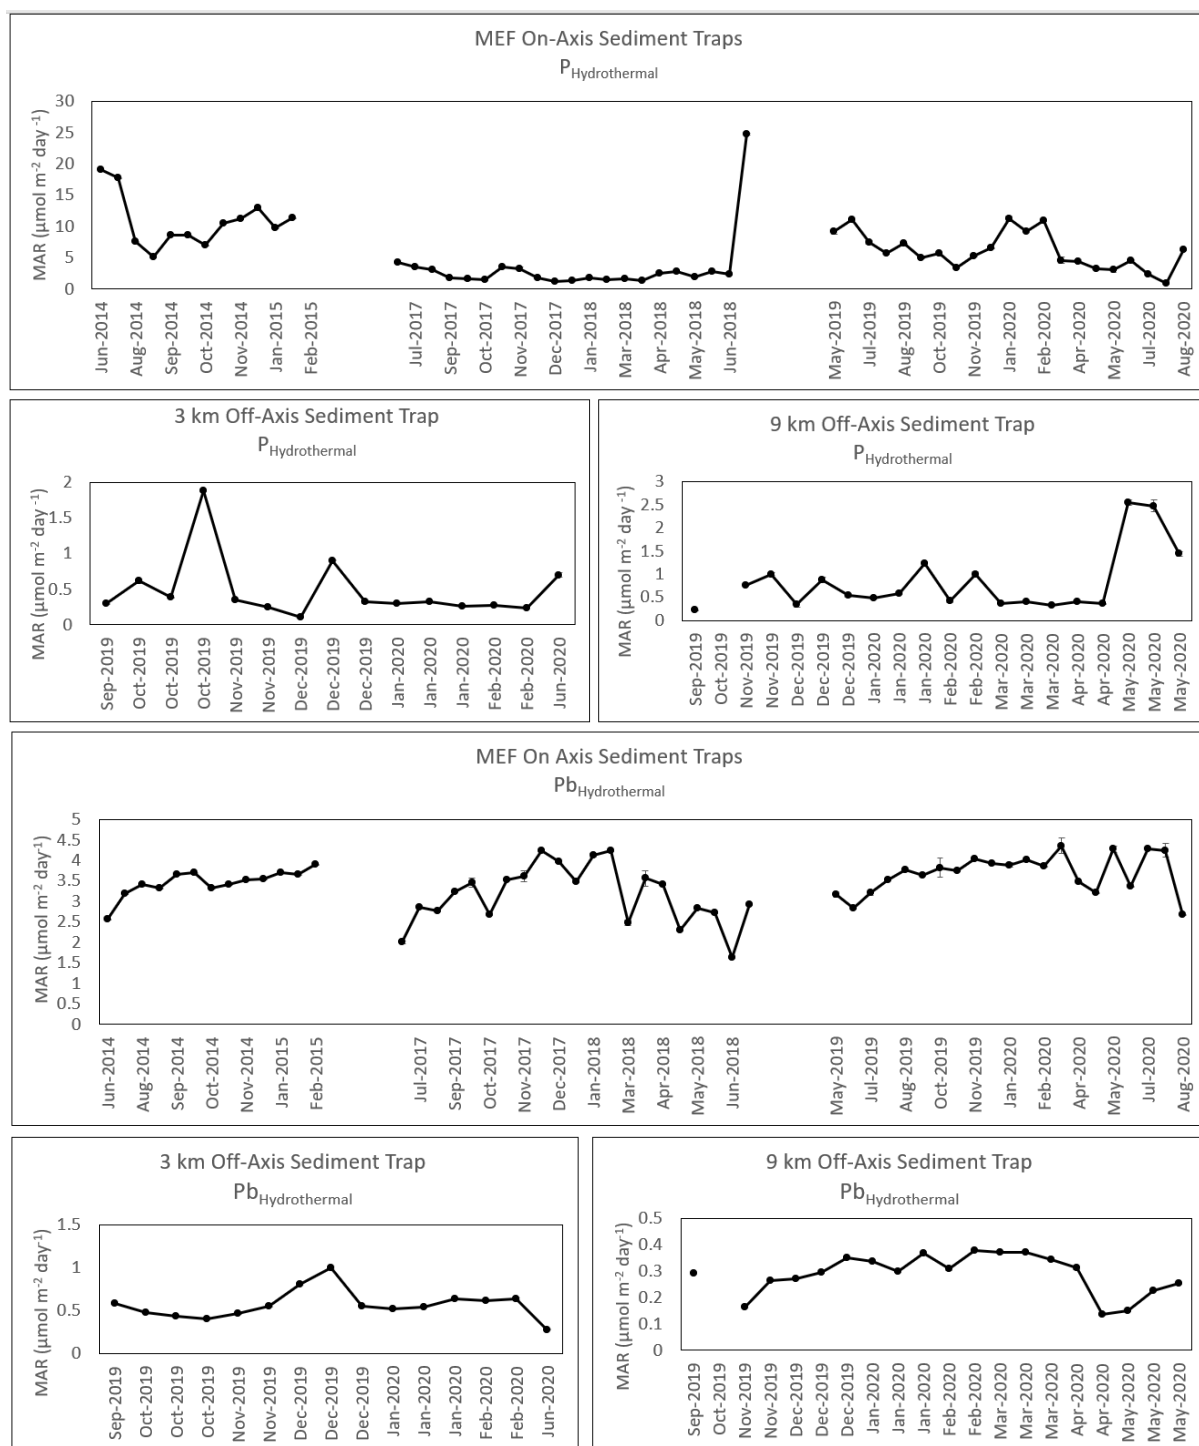 MEF On-Axis Sediment Traps
P Hydrothermal
MAR (µmol m⁻² day ⁻¹)
30
25
20
15
10
5
0
Jun-2014 Aug-2014 Sep-2014 Oct-2014 Nov-2014 Jan-2015 Feb-2015 Jul-2017 Sep-2017 Oct-2017 Nov-2017 Dec-2017 Jan-2018 Mar-2018 Apr-2018 May-2018 Jun-2018 May-2019 Jul-2019 Aug-2019 Oct-2019 Nov-2019 Jan-2020 Feb-2020 Apr-2020 May-2020 Jul-2020 Aug-2020
3 km Off-Axis Sediment Trap
P Hydrothermal
MAR (µmol m⁻² day ⁻¹)
2
1.5
1
0.5
0
Sep-2019 Oct-2019 Oct-2019 Oct-2019 Nov-2019 Nov-2019 Dec-2019 Dec-2019 Dec-2019 Jan-2020 Jan-2020 Jan-2020 Feb-2020 Feb-2020 Jun-2020
9 km Off-Axis Sediment Trap
P Hydrothermal
MAR (µmol m⁻² day ⁻¹)
3
2.5
2
1.5
1
0.5
0
Sep-2019 Oct-2019 Nov-2019 Nov-2019 Dec-2019 Dec-2019 Dec-2019 Jan-2020 Jan-2020 Jan-2020 Feb-2020 Feb-2020 Mar-2020 Mar-2020 Mar-2020 Apr-2020 Apr-2020 May-2020 May-2020 May-2020
MEF On Axis Sediment Traps
Pb Hydrothermal
MAR (µmol m⁻² day⁻¹)
5
4.5
4
3.5
3
2.5
2
1.5
1
0.5
0
Jun-2014 Aug-2014 Sep-2014 Oct-2014 Nov-2014 Jan-2015 Feb-2015 Jul-2017 Sep-2017 Oct-2017 Nov-2017 Dec-2017 Jan-2018 Mar-2018 Apr-2018 May-2018 Jun-2018 May-2019 Jul-2019 Aug-2019 Oct-2019 Nov-2019 Jan-2020 Feb-2020 Apr-2020 May-2020 Jul-2020 Aug-2020
3 km Off-Axis Sediment Trap
Pb Hydrothermal
MAR (µmol m⁻² day⁻¹)
1.5
1
0.5
0
Sep-2019 Oct-2019 Oct-2019 Oct-2019 Nov-2019 Nov-2019 Dec-2019 Dec-2019 Dec-2019 Jan-2020 Jan-2020 Jan-2020 Feb-2020 Feb-2020 Jun-2020
9 km Off-Axis Sediment Trap
Pb Hydrothermal
MAR (µmol m⁻² day⁻¹)
0.5
0.4
0.3
0.2
0.1
0
Sep-2019 Oct-2019 Nov-2019 Nov-2019 Dec-2019 Dec-2019 Dec-2019 Jan-2020 Jan-2020 Jan-2020 Feb-2020 Feb-2020 Mar-2020 Mar-2020 Mar-2020 Apr-2020 Apr-2020 May-2020 May-2020 May-2020